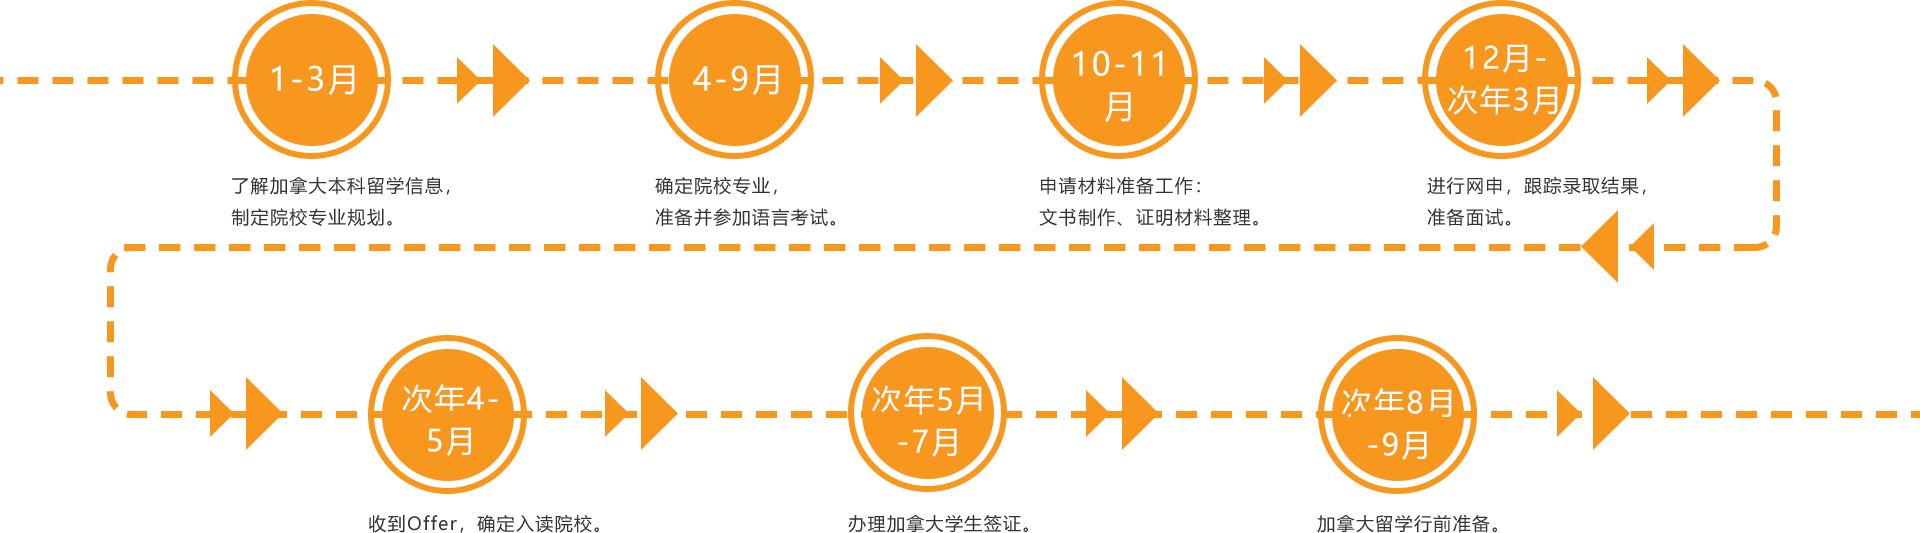 1-3月
了解加拿大本科留学信息，
制定院校专业规划。
4-9月
确定院校专业，
准备并参加语言考试。
10-11
月
申请材料准备工作：
文书制作、证明材料整理。
12月-
次年3月
进行网申，跟踪录取结果，
准备面试。
次年4-
5月
收到Offer，确定入读院校。
次年5月
-7月
办理加拿大学生签证。
次年8月
-9月
加拿大留学行前准备。